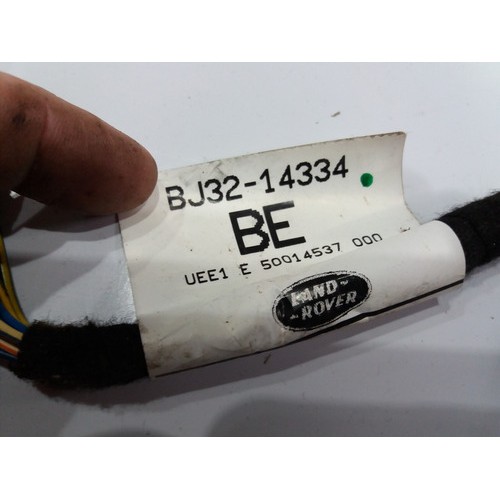 BJ32-14334
BE
UEE1 E 50014537 000
LAND-
-ROVER